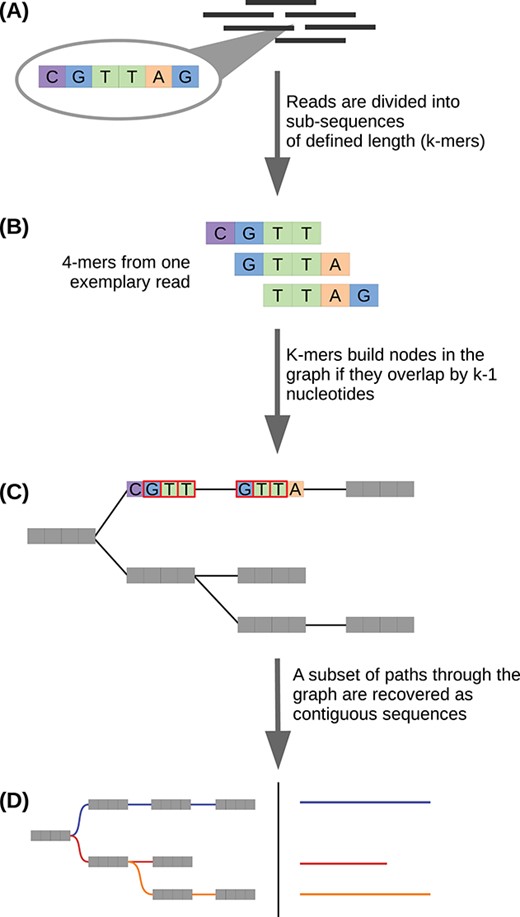 (A)
C G T T A G
Reads are divided into
sub-sequences
of defined length (k-mers)
(B)
C G T T
4-mers from one
exemplary read
G T T A
T T A G
K-mers build nodes in the
graph if they overlap by k-1
nucleotides
(C)
C G T T G T T A
A subset of paths through the
graph are recovered as
contiguous sequences
(D)